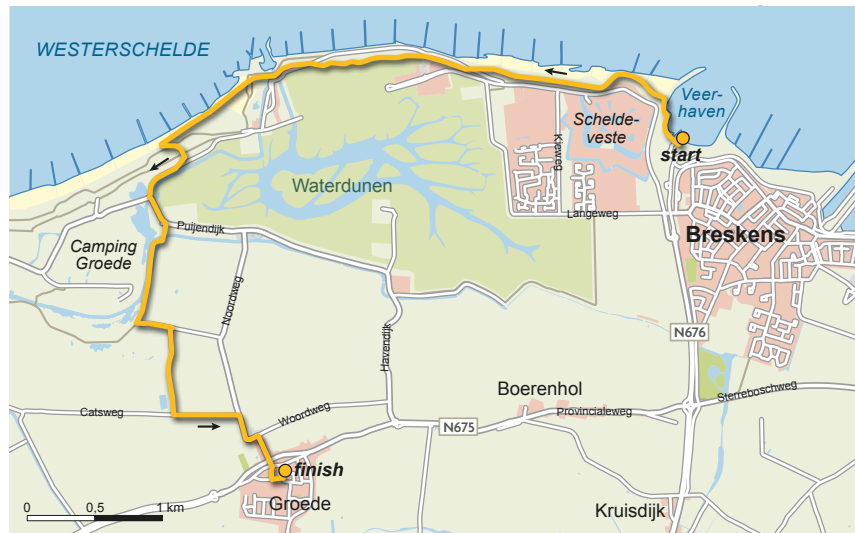 WESTERSCHELDE
Veer-
haven
Schelde-
veste
start
Kieweg
Waterdunen
Langeweg
Puijendijk
Breskens
Camping
Groede
Noordweg
Havendijk
N676
Boerenhol
Sterreboschweg
Catsweg
Woordweg
Provincialeweg
N675
finish
Groede
Kruisdijk
0 0,5 1 km